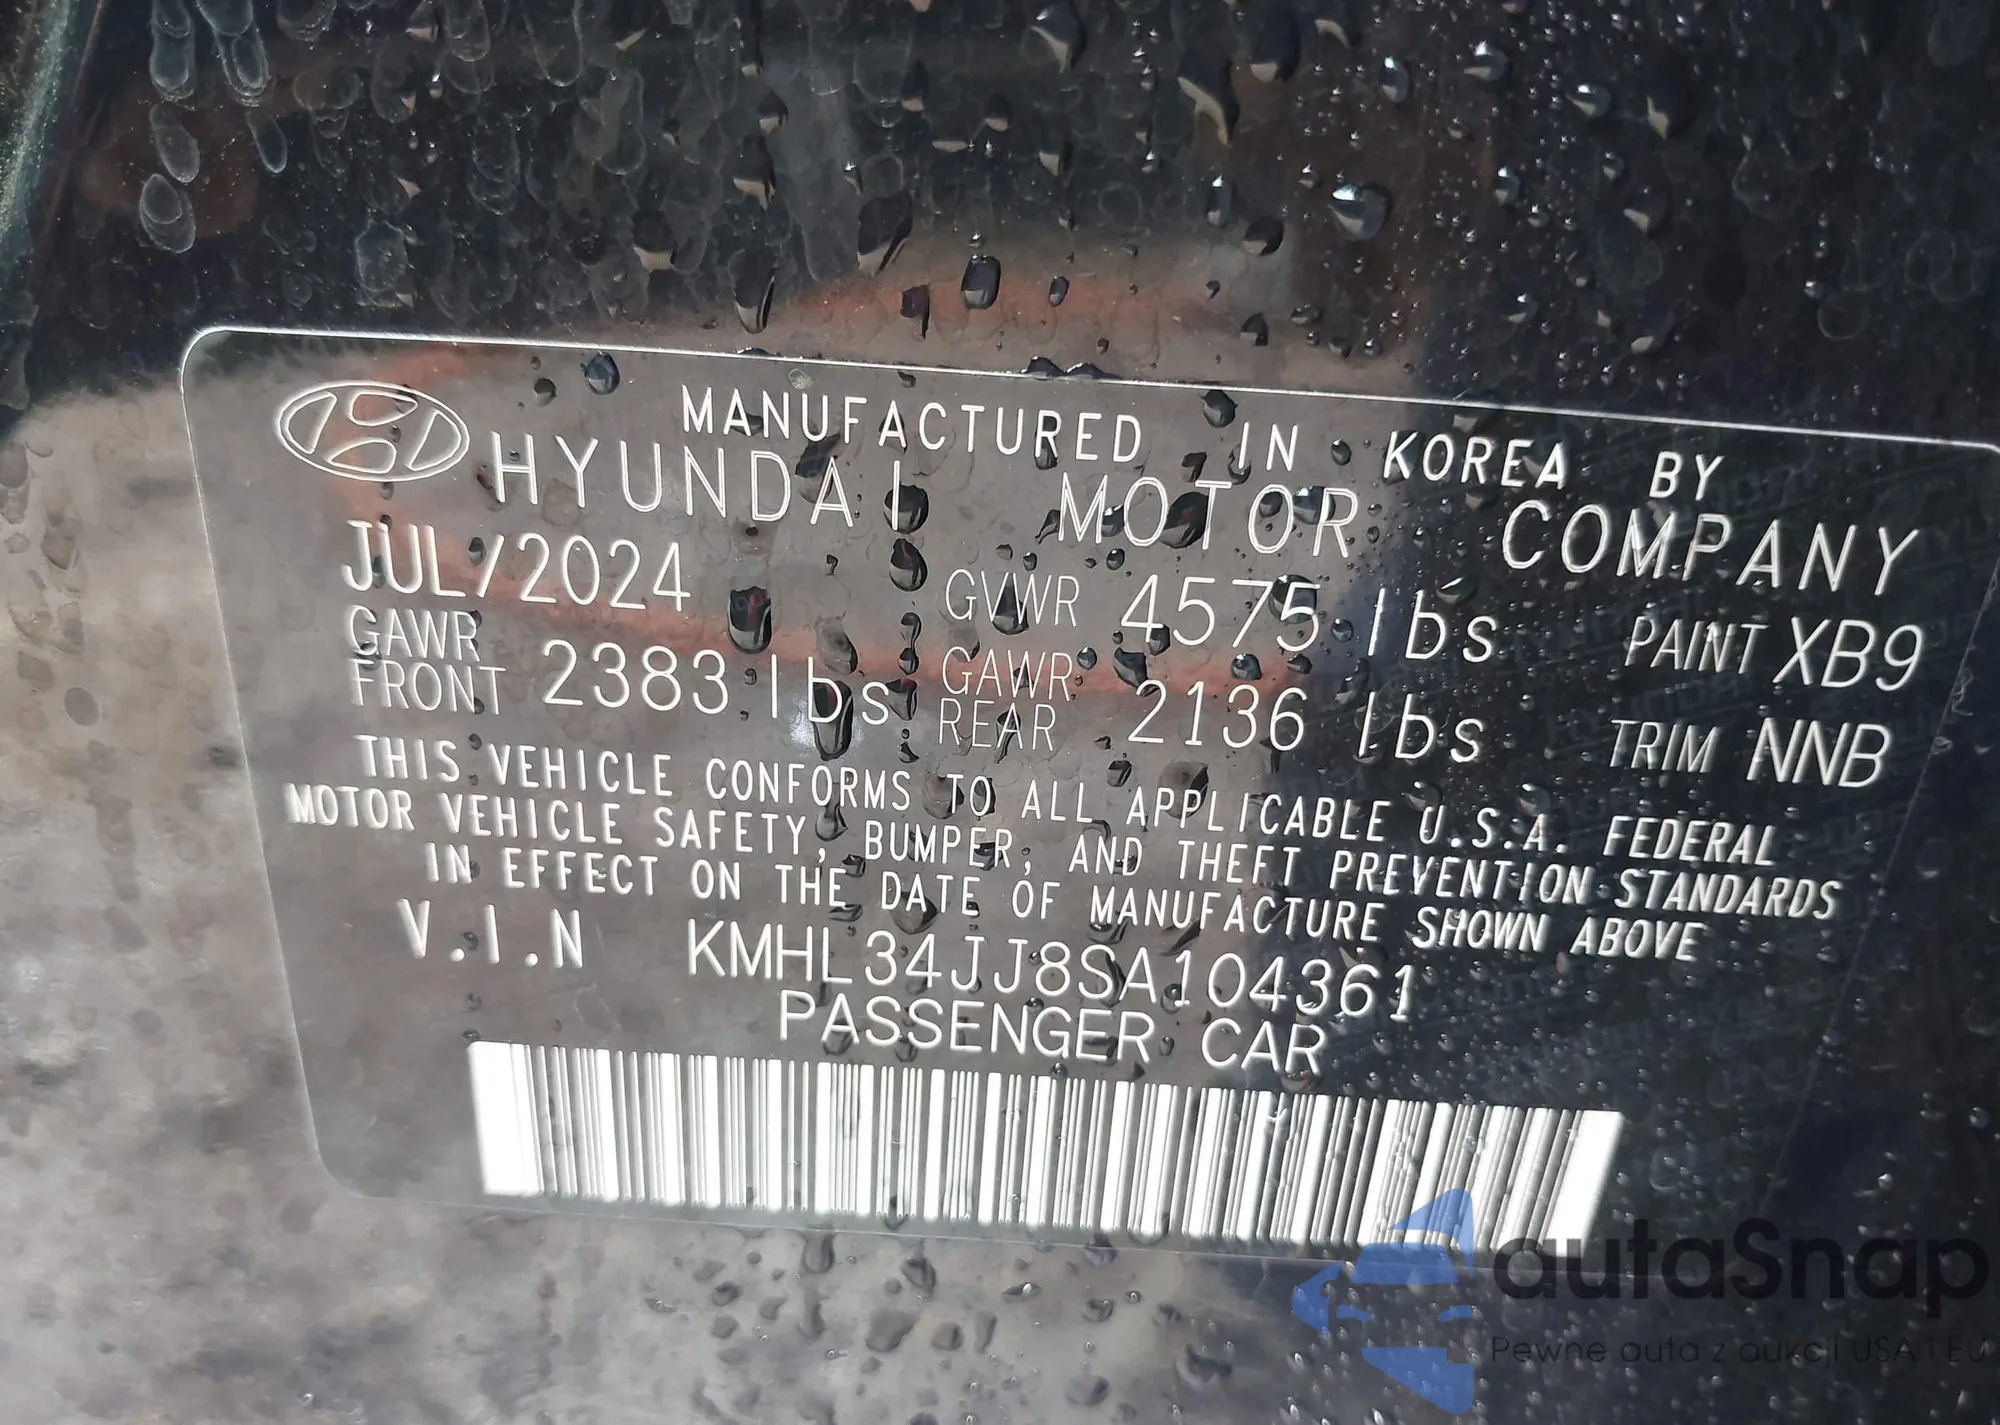 MANUFACTURED IN KOREA BY
HYUNDAI MOTOR COMPANY
JUL/2024 GVWR 4575 lbs PAINT XB9
GAWR FRONT 2383 lbs GAWR REAR 2136 lbs TRIM NNB
THIS VEHICLE CONFORMS TO ALL APPLICABLE U.S.A. FEDERAL
MOTOR VEHICLE SAFETY, BUMPER, AND THEFT PREVENTION STANDARDS
IN EFFECT ON THE DATE OF MANUFACTURE SHOWN ABOVE
V.I.N KMHL34JJ8SA104361
PASSENGER CAR
autaSnap
Pewne auta z aukcji USA i EU